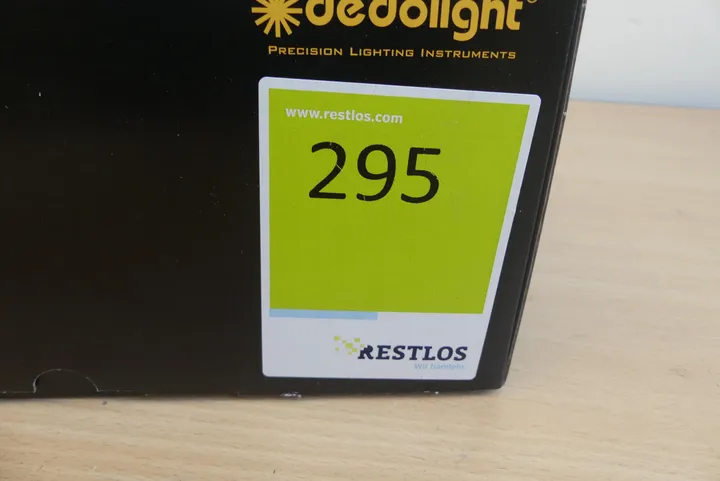 dedolight®
PRECISION LIGHTING INSTRUMENTS
www.restlos.com
295
RESTLOS